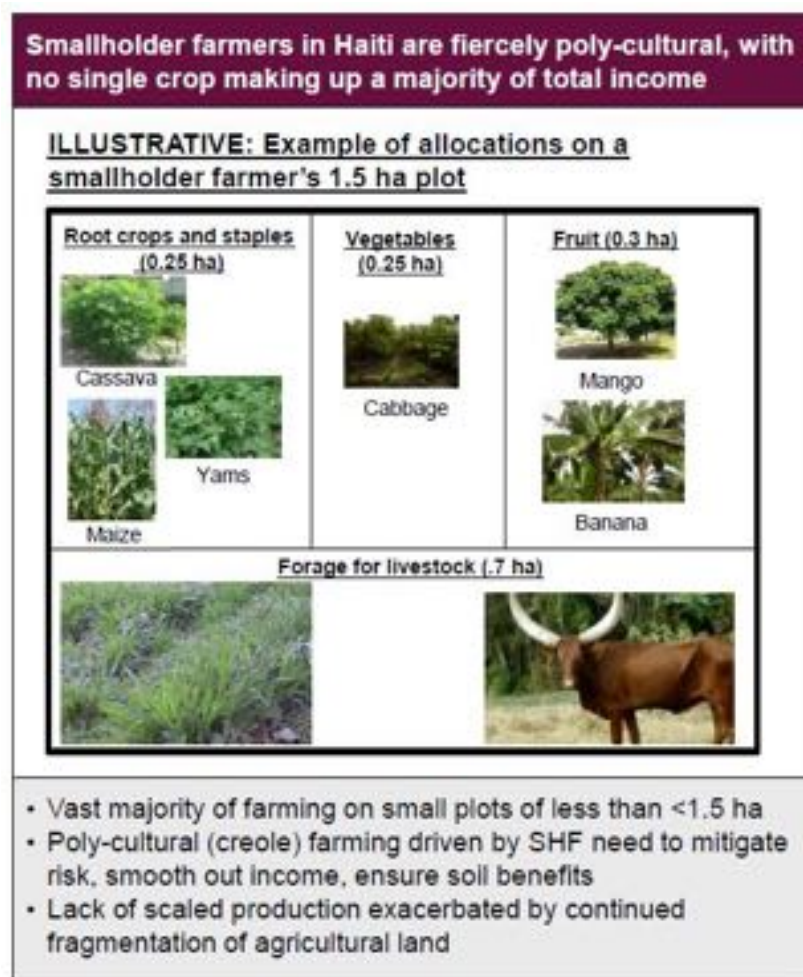 Smallholder farmers in Haiti are fiercely poly-cultural, with
no single crop making up a majority of total income
ILLUSTRATIVE: Example of allocations on a
smallholder farmer's 1.5 ha plot
Root crops and staples
(0.25 ha)
Cassava
Yams
Maize
Vegetables
(0.25 ha)
Cabbage
Fruit (0.3 ha)
Mango
Banana
Forage for livestock (.7 ha)
• Vast majority of farming on small plots of less than <1.5 ha
• Poly-cultural (creole) farming driven by SHF need to mitigate
risk, smooth out income, ensure soil benefits
• Lack of scaled production exacerbated by continued
fragmentation of agricultural land